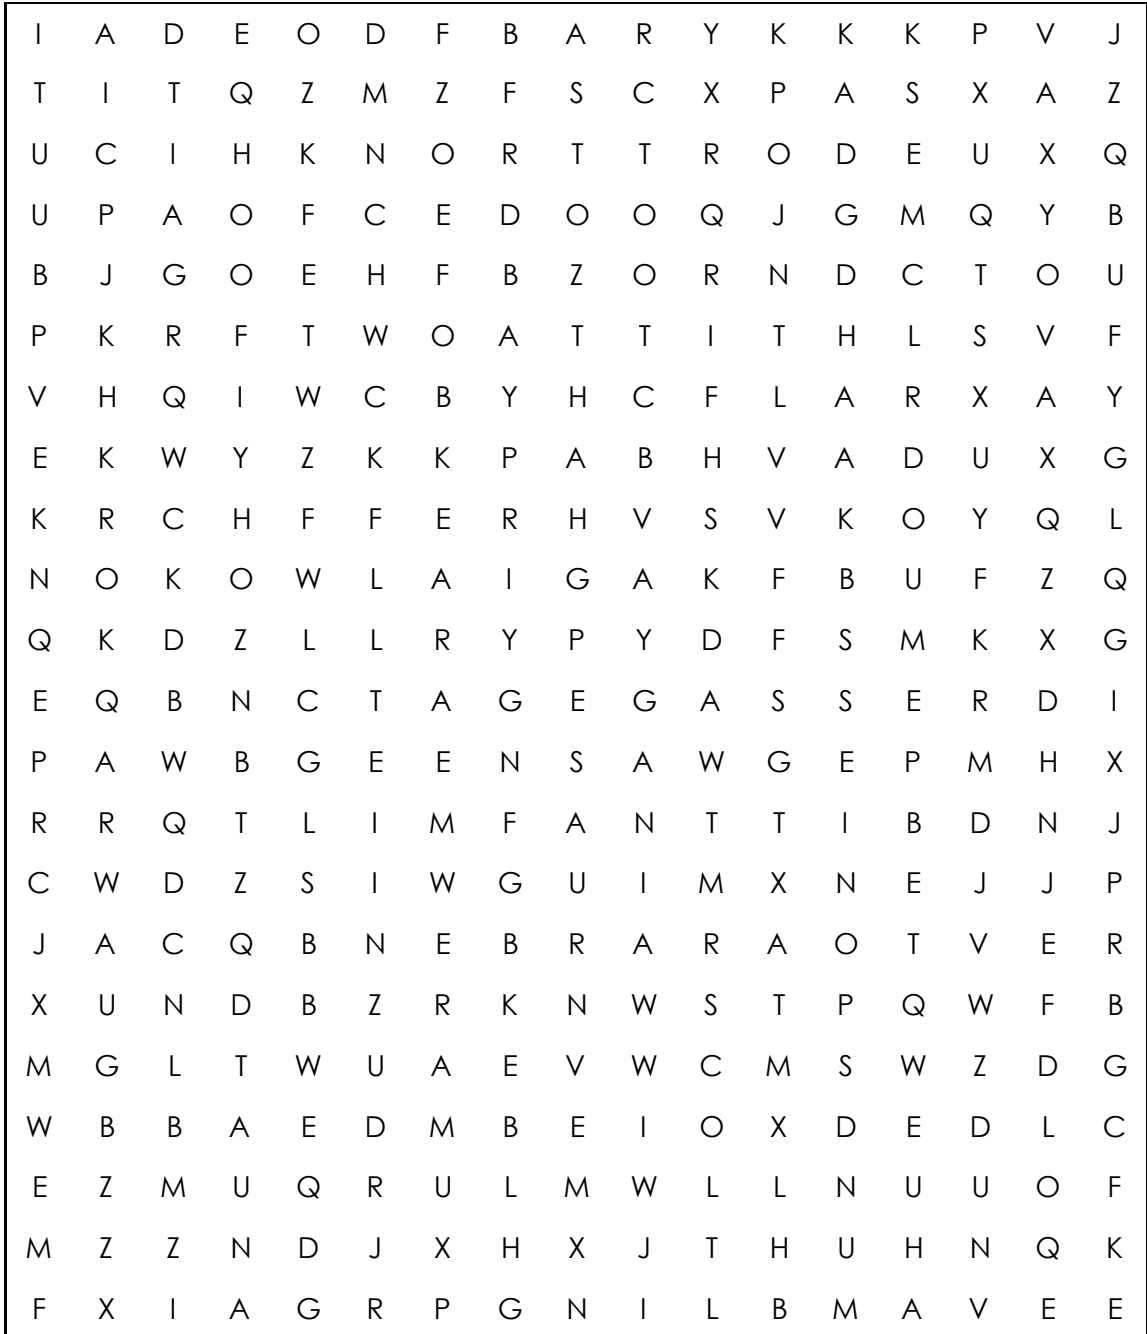 I A D E O D F B A R Y K K K P V J
T I T Q Z M Z F S C X P A S X A Z
U C I H K N O R T T R O D E U X Q
U P A O F C E D O O Q J G M Q Y B
B J G O E H F B Z O R N D C T O U
P K R F T W O A T T I T H L S V F
V H Q I W C B Y H C F L A R X A Y
E K W Y Z K K P A B H V A D U X G
K R C H F F E R H V S V K O Y Q L
N O K O W L A I G A K F B U F Z Q
Q K D Z L L R Y P Y D F S M K X G
E Q B N C T A G E G A S S E R D I
P A W B G E E N S A W G E P M H X
R R Q T L I M F A N T T I B D N J
C W D Z S I W G U I M X N E J J P
J A C Q B N E B R A R A O T V E R
X U N D B Z R K N W S T P Q W F B
M G L T W U A E V W C M S W Z D G
W B B A E D M B E I O X D E D L C
E Z M U Q R U L M W L L N U U O F
M Z Z N D J X H X J T H U H N Q K
F X I A G R P G N I L B M A V E E